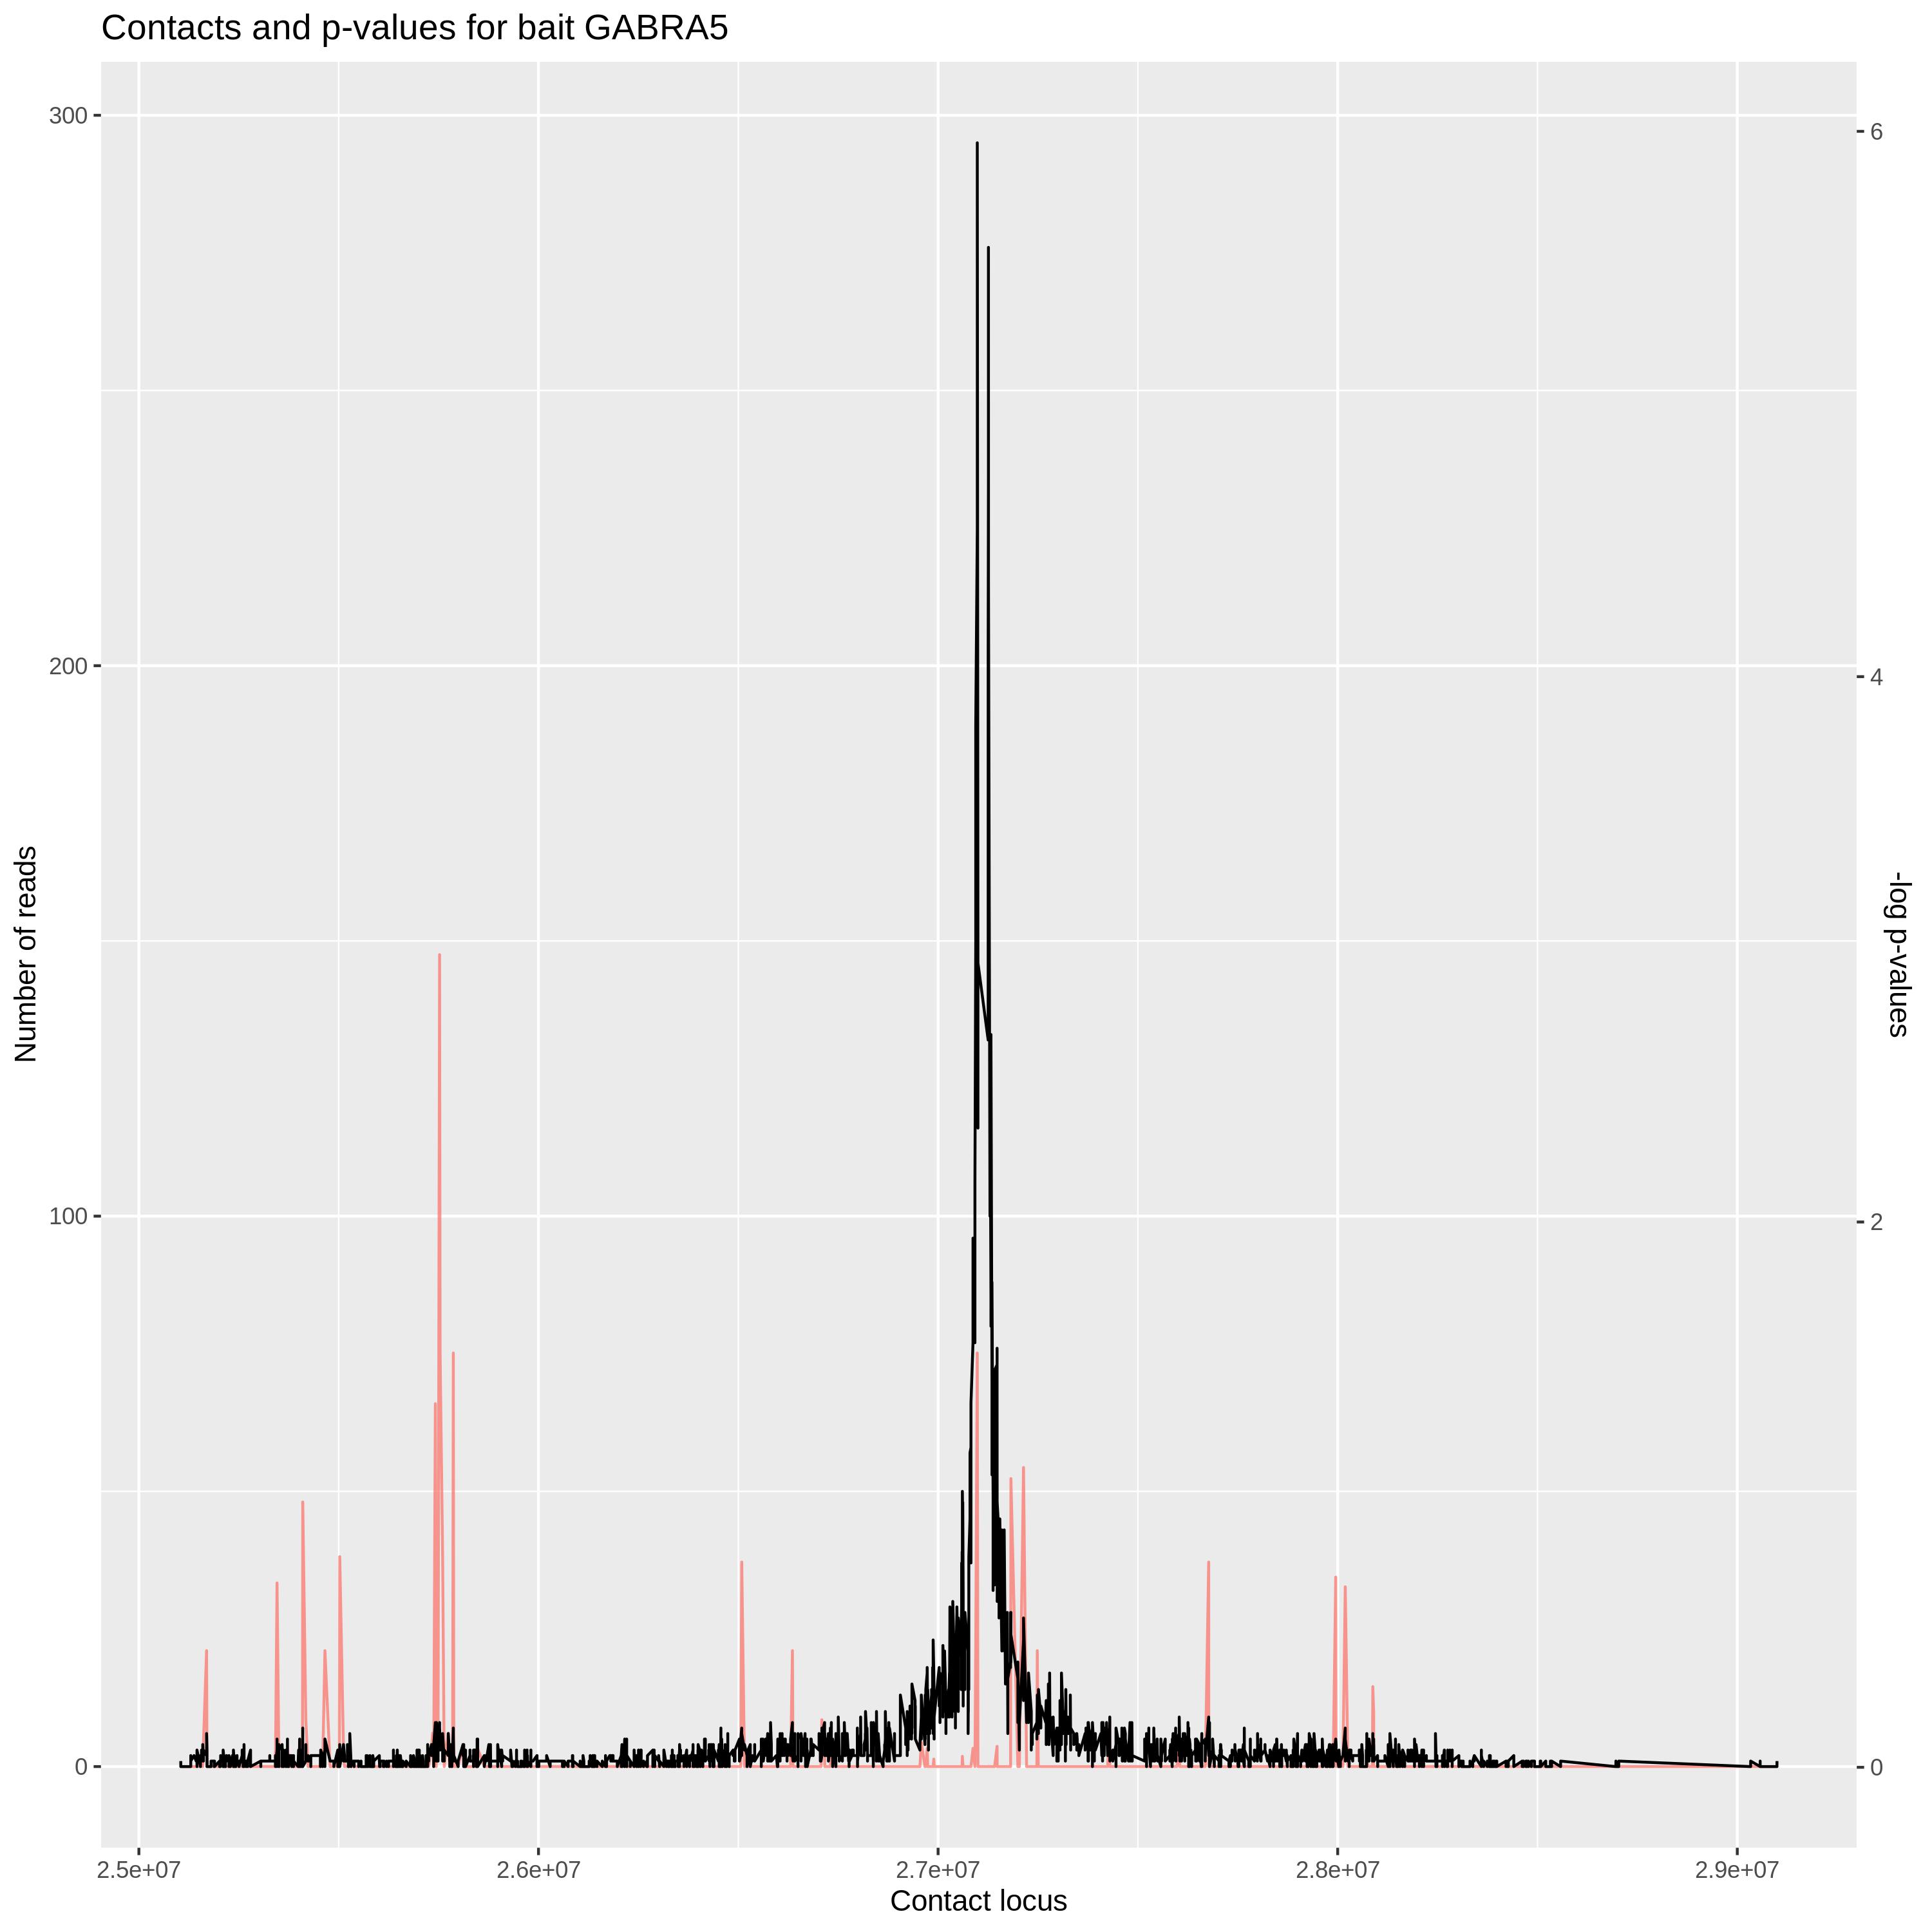 Contacts and p-values for bait GABRA5
300
200
100
0
6
4
2
0
Number of reads
-log p-values
2.5e+07
2.6e+07
2.7e+07
2.8e+07
2.9e+07
Contact locus